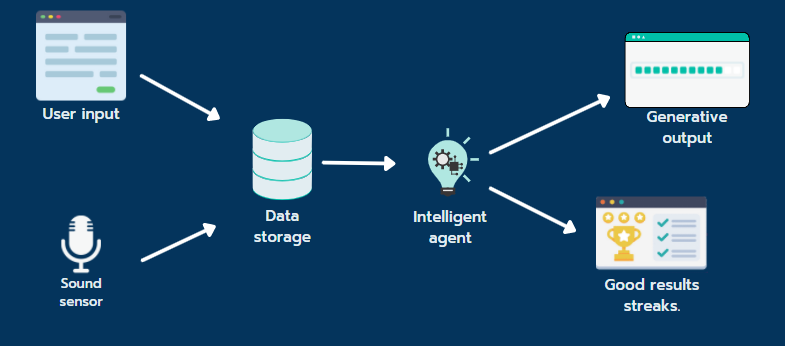 User input
Sound
sensor
Data
storage
Intelligent
agent
Generative
output
Good results
streaks.